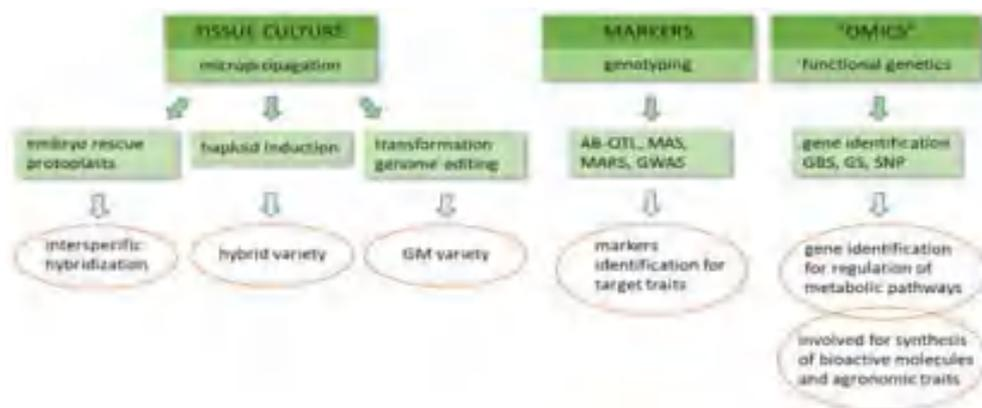 TISSUE CULTURE
micropropagation
embryo rescue
protoplasts
haploid induction
transformation
genome editing
interspecific
hybridization
hybrid variety
GM variety
MARKERS
genotyping
AB-QTL, MAS,
MARS, GWAS
markers
identification for
target traits
"OMICS"
functional genetics
gene identification
GBS, GS, SNP
gene identification
for regulation of
metabolic pathways
involved for synthesis
of bioactive molecules
and agronomic traits